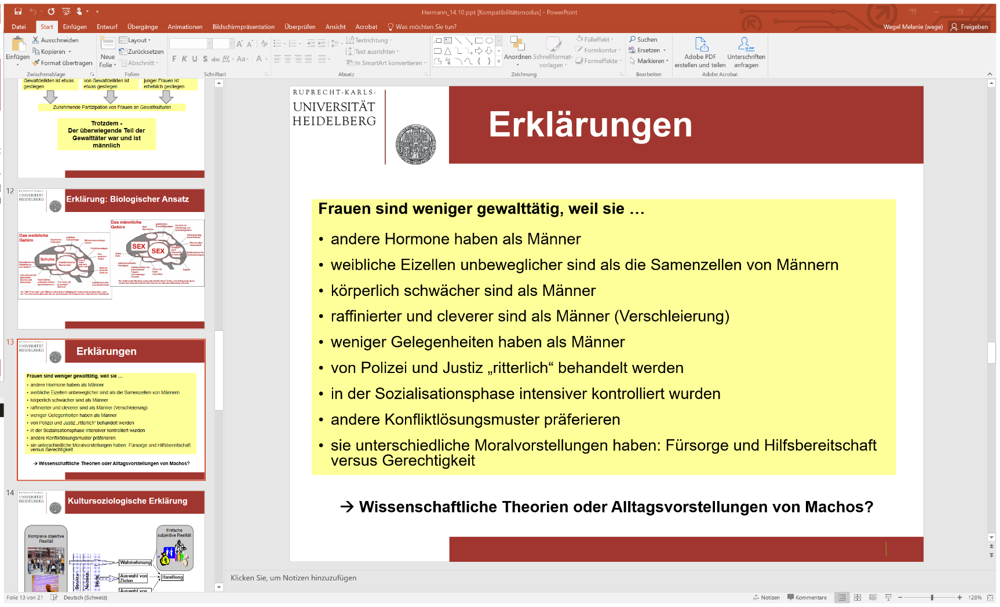 Hermann_14.10.ppt [Kompatibilitätsmodus] - PowerPoint
Datei Start Einfügen Entwurf Übergänge Animationen Bildschirmpräsentation Überprüfen Ansicht Acrobat Was möchten Sie tun? Wegel Melanie (wege) Freigeben
Einfügen
Ausschneiden
Kopieren
Format übertragen
Zwischenablage
Neue
Folie
Layout
Zurücksetzen
Abschnitt
Folien
F K U S abc AV Aa A
Schriftart
Textrichtung
Text ausrichten
In SmartArt konvertieren
Absatz
Anordnen
Schnellformat-
vorlagen
Fülleffekt
Formkontur
Formeffekte
Zeichnung
Suchen
Ersetzen
Markieren
Bearbeiten
Adobe PDF
erstellen und teilen
Unterschriften
anfragen
Adobe Acrobat
Gewaltdelikten ist etwas
gestiegen
von Gewaltdelikten ist
etwas gestiegen
junger Frauen ist
erheblich gestiegen
Zunehmende Partizipation von Frauen an Gewaltkulturen
Trotzdem -
Der überwiegende Teil der
Gewalttäter war und ist
männlich
12
RUPRECHT-KARLS-
UNIVERSITÄT
HEIDELBERG
Erklärung: Biologischer Ansatz
Das weibliche
Gehirn
Schuhe
Das männliche
Gehirn
SEX
SEX
13
RUPRECHT-KARLS-
UNIVERSITÄT
HEIDELBERG
Erklärungen
Frauen sind weniger gewalttätig, weil sie …
• andere Hormone haben als Männer
• weibliche Eizellen unbeweglicher sind als die Samenzellen von Männern
• körperlich schwächer sind als Männer
• raffinierter und cleverer sind als Männer (Verschleierung)
• weniger Gelegenheiten haben als Männer
• von Polizei und Justiz „ritterlich“ behandelt werden
• in der Sozialisationsphase intensiver kontrolliert wurden
• andere Konfliktlösungsmuster präferieren
• sie unterschiedliche Moralvorstellungen haben: Fürsorge und Hilfsbereitschaft
versus Gerechtigkeit
→ Wissenschaftliche Theorien oder Alltagsvorstellungen von Machos?
14
RUPRECHT-KARLS-
UNIVERSITÄT
HEIDELBERG
Kultursoziologische Erklärung
Komplexe objektive
Realität
Einfache
subjektive Realität
Wahrnehmung
Auswahl von
Zielen
Handlung
Auswahl von
RUPRECHT-KARLS-
UNIVERSITÄT
HEIDELBERG
Erklärungen
Frauen sind weniger gewalttätig, weil sie …
• andere Hormone haben als Männer
• weibliche Eizellen unbeweglicher sind als die Samenzellen von Männern
• körperlich schwächer sind als Männer
• raffinierter und cleverer sind als Männer (Verschleierung)
• weniger Gelegenheiten haben als Männer
• von Polizei und Justiz „ritterlich“ behandelt werden
• in der Sozialisationsphase intensiver kontrolliert wurden
• andere Konfliktlösungsmuster präferieren
• sie unterschiedliche Moralvorstellungen haben: Fürsorge und Hilfsbereitschaft
versus Gerechtigkeit
→ Wissenschaftliche Theorien oder Alltagsvorstellungen von Machos?
Klicken Sie, um Notizen hinzuzufügen
Folie 13 von 21 Deutsch (Schweiz) Notizen Kommentare 128%